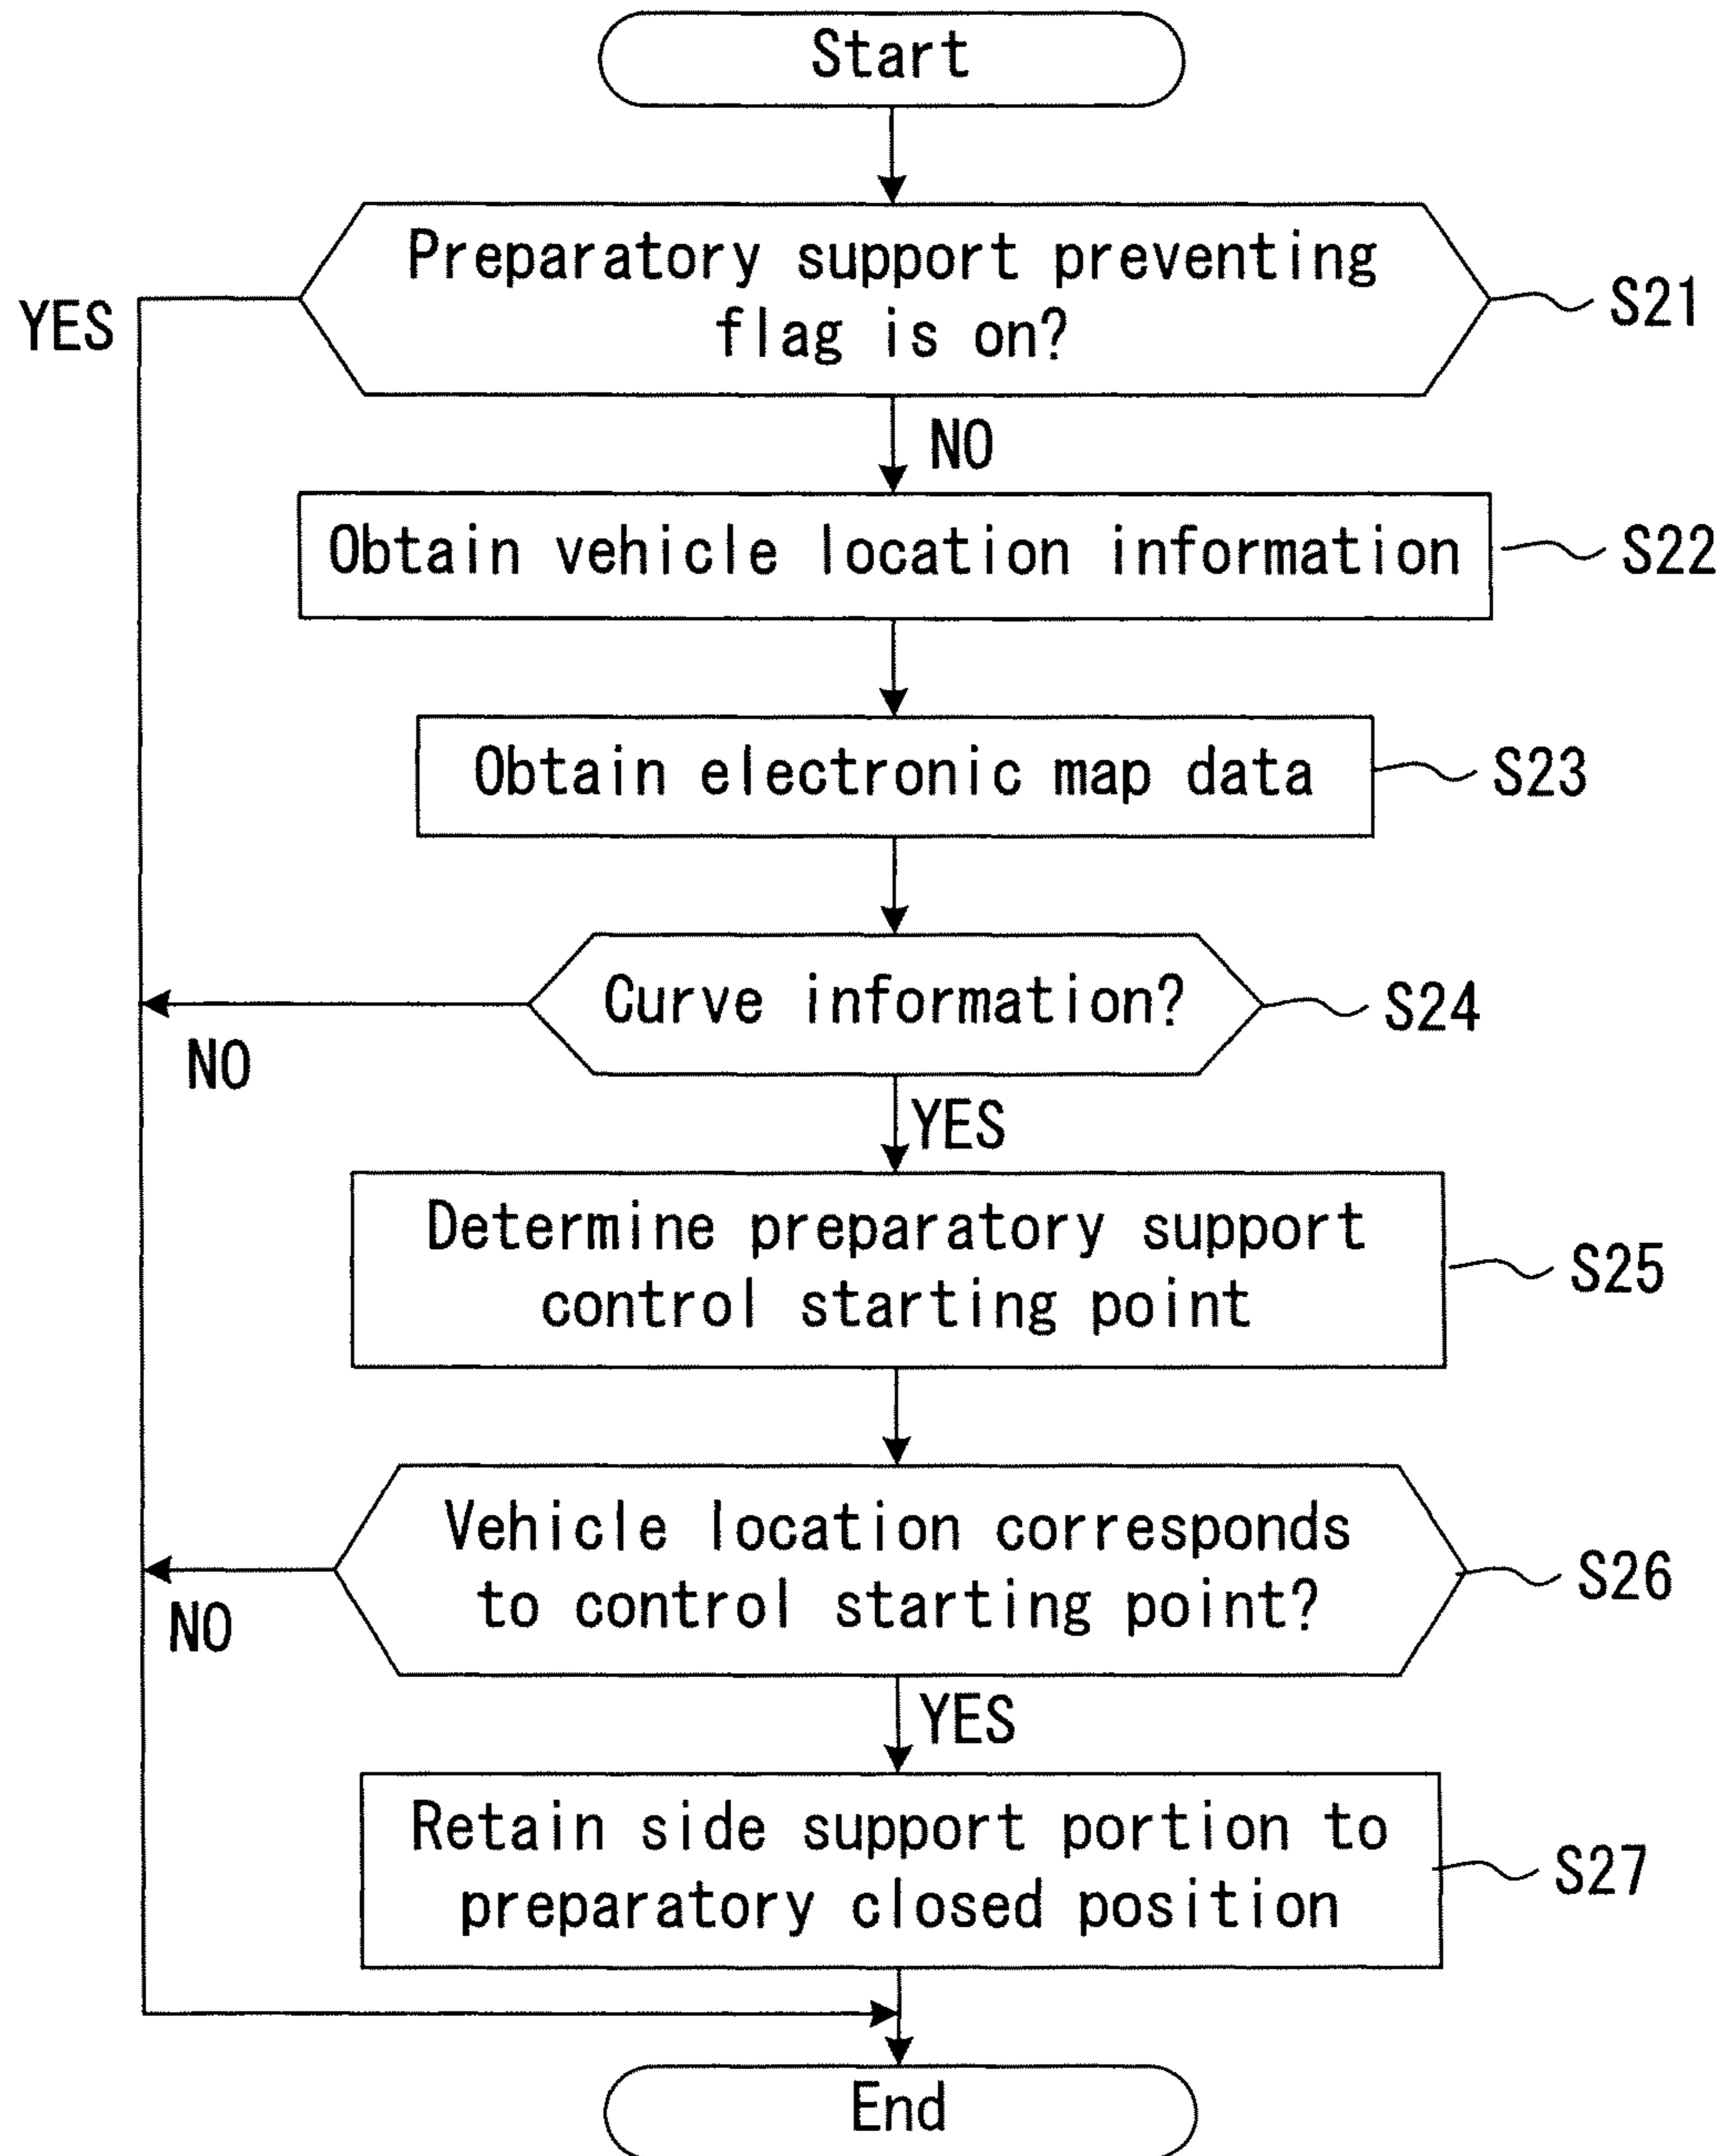 Start
Preparatory support preventing
flag is on?
S21
YES
NO
Obtain vehicle location information
S22
Obtain electronic map data
S23
Curve information?
S24
NO
YES
Determine preparatory support
control starting point
S25
Vehicle location corresponds
to control starting point?
S26
NO
YES
Retain side support portion to
preparatory closed position
S27
End